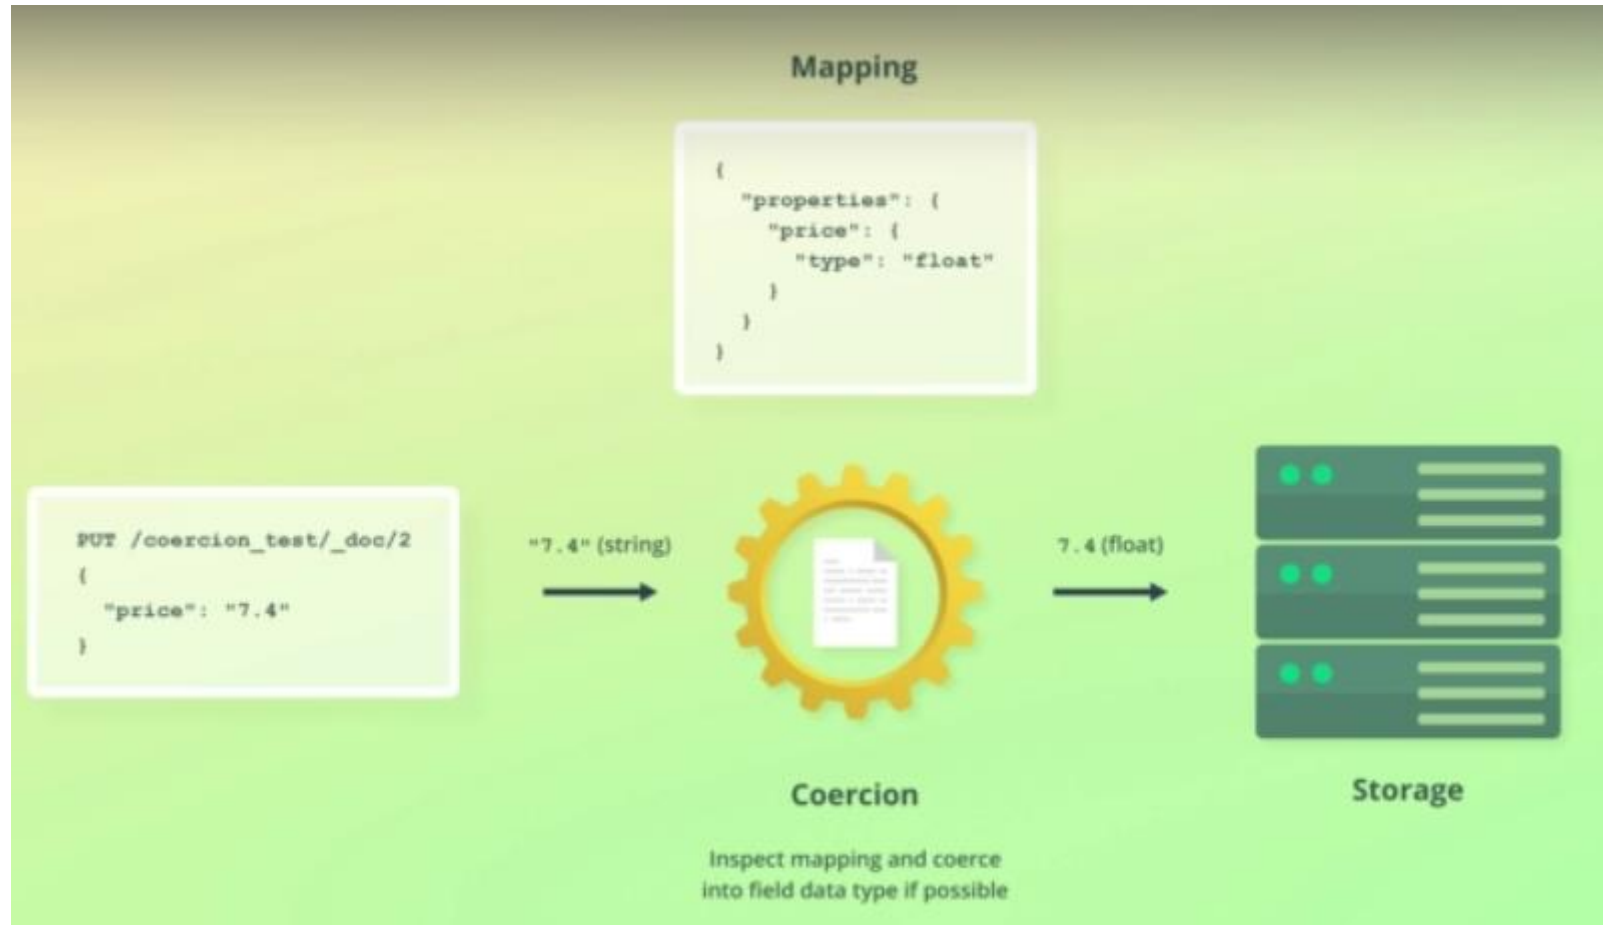 Mapping
{
"properties": {
"price": {
"type": "float"
}
}
}
PUT /coercion_test/_doc/2
{
"price": "7.4"
}
"7.4" (string)
7.4 (float)
Coercion
Inspect mapping and coerce
into field data type if possible
Storage